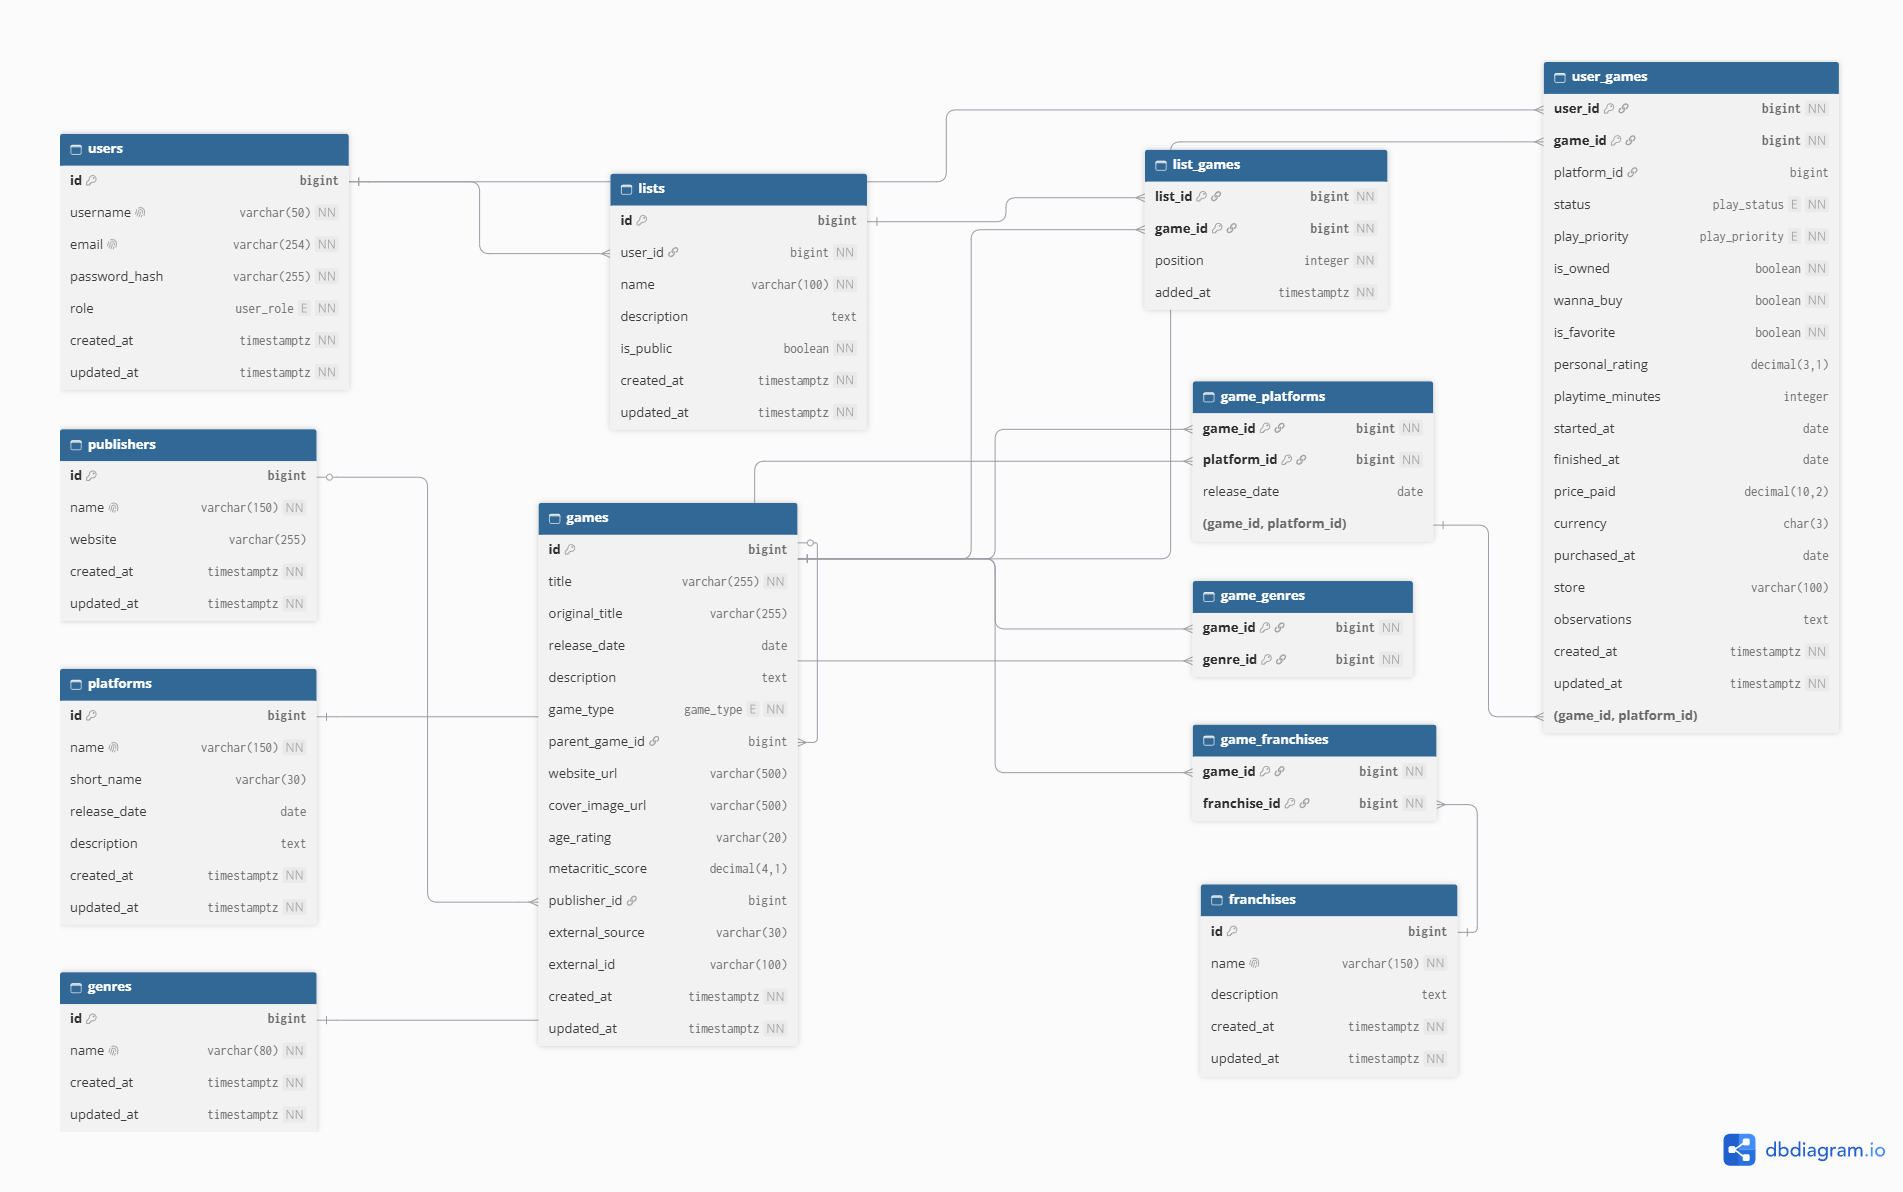 users
id bigint
username varchar(50) NN
email varchar(254) NN
password_hash varchar(255) NN
role user_role E NN
created_at timestamptz NN
updated_at timestamptz NN
publishers
id bigint
name varchar(150) NN
website varchar(255)
created_at timestamptz NN
updated_at timestamptz NN
platforms
id bigint
name varchar(150) NN
short_name varchar(30)
release_date date
description text
created_at timestamptz NN
updated_at timestamptz NN
genres
id bigint
name varchar(80) NN
created_at timestamptz NN
updated_at timestamptz NN
lists
id bigint
user_id bigint NN
name varchar(100) NN
description text
is_public boolean NN
created_at timestamptz NN
updated_at timestamptz NN
games
id bigint
title varchar(255) NN
original_title varchar(255)
release_date date
description text
game_type game_type E NN
parent_game_id bigint
website_url varchar(500)
cover_image_url varchar(500)
age_rating varchar(20)
metacritic_score decimal(4,1)
publisher_id bigint
external_source varchar(30)
external_id varchar(100)
created_at timestamptz NN
updated_at timestamptz NN
list_games
list_id bigint NN
game_id bigint NN
position integer NN
added_at timestamptz NN
game_platforms
game_id bigint NN
platform_id bigint NN
release_date date
(game_id, platform_id)
game_genres
game_id bigint NN
genre_id bigint NN
game_franchises
game_id bigint NN
franchise_id bigint NN
franchises
id bigint
name varchar(150) NN
description text
created_at timestamptz NN
updated_at timestamptz NN
user_games
user_id bigint NN
game_id bigint NN
platform_id bigint
status play_status E NN
play_priority play_priority E NN
is_owned boolean NN
wanna_buy boolean NN
is_favorite boolean NN
personal_rating decimal(3,1)
playtime_minutes integer
started_at date
finished_at date
price_paid decimal(10,2)
currency char(3)
purchased_at date
store varchar(100)
observations text
created_at timestamptz NN
updated_at timestamptz NN
(game_id, platform_id)
dbdiagram.io